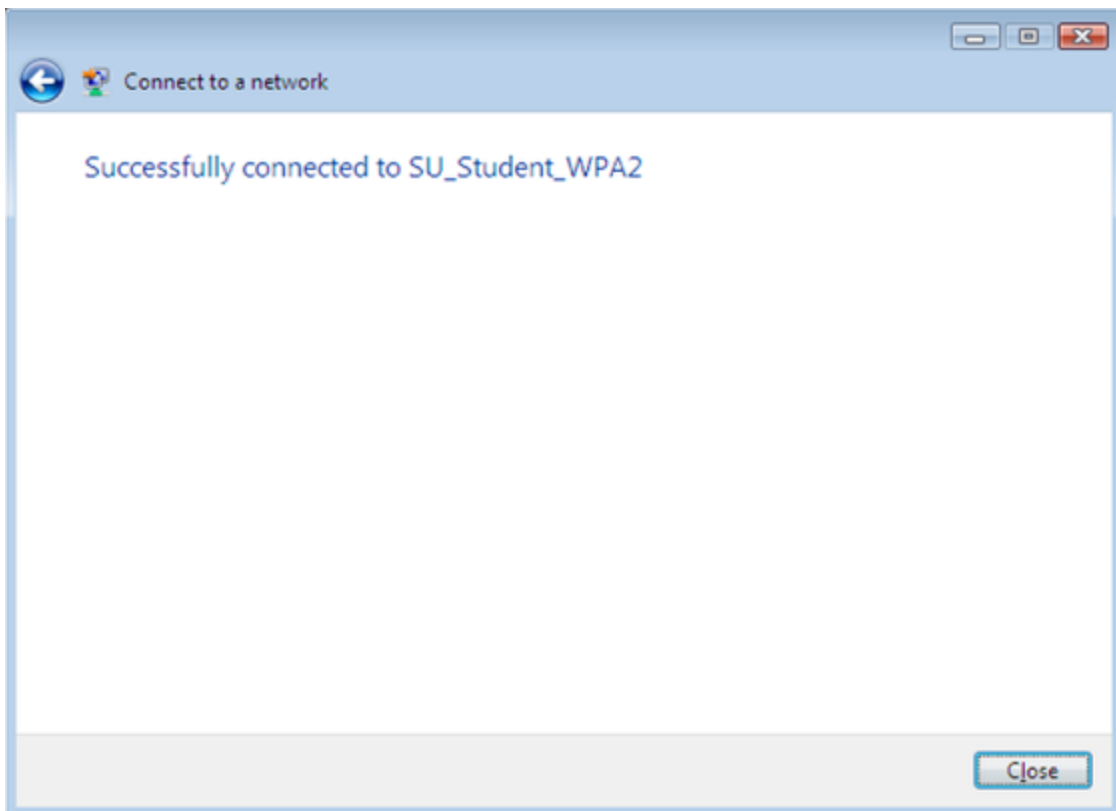 Connect to a network
Successfully connected to SU_Student_WPA2
Close